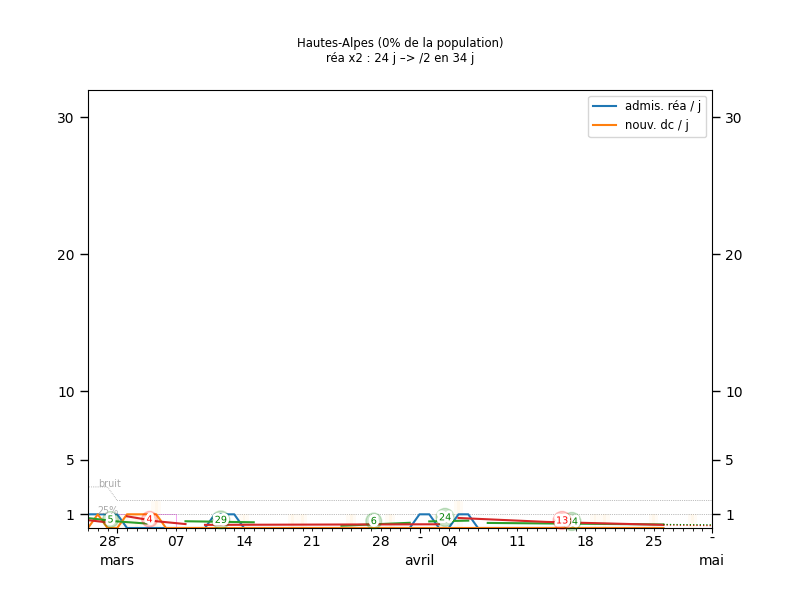 Hautes-Alpes (0% de la population)
réa x2 : 24 j –> /2 en 34 j
admis. réa / j
nouv. dc / j
30 30
20 20
10 10
5 5
bruit
25%
1 1
5 4 29 6 24 13
28 07 14 21 28 04 11 18 25
mars avril mai